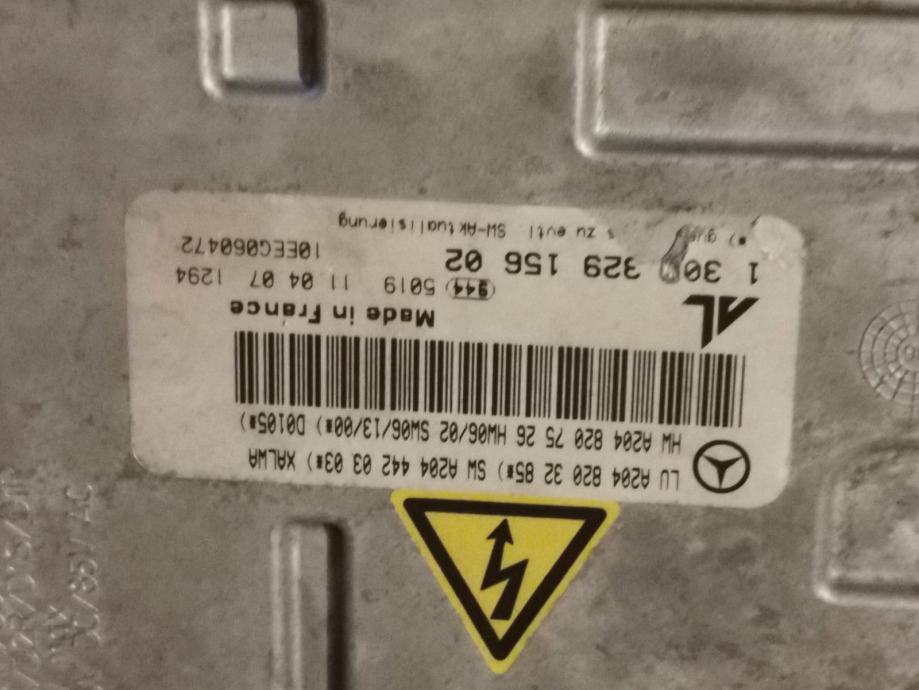 LU A204 820 32 85*) SW A204 442 03 03*) XALWA
HW A204 820 75 26 HW06/02 SW06/13/00*) D0105*)
Made in France
AL
944 5019 11 04 07 1294
1 30 329 156 02
10EEG060472
*) zu evtl SW-Aktualisierung